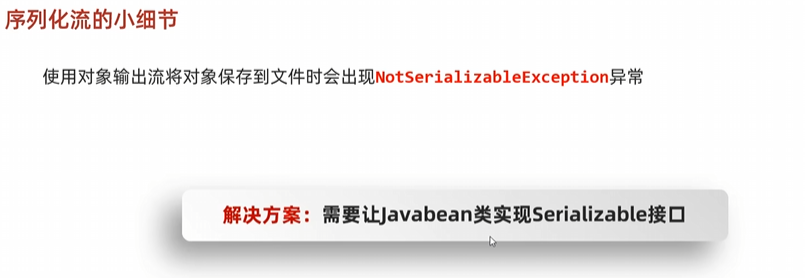 序列化流的小细节
使用对象输出流将对象保存到文件时会出现NotSerializableException异常
解决方案：需要让Javabean类实现Serializable接口